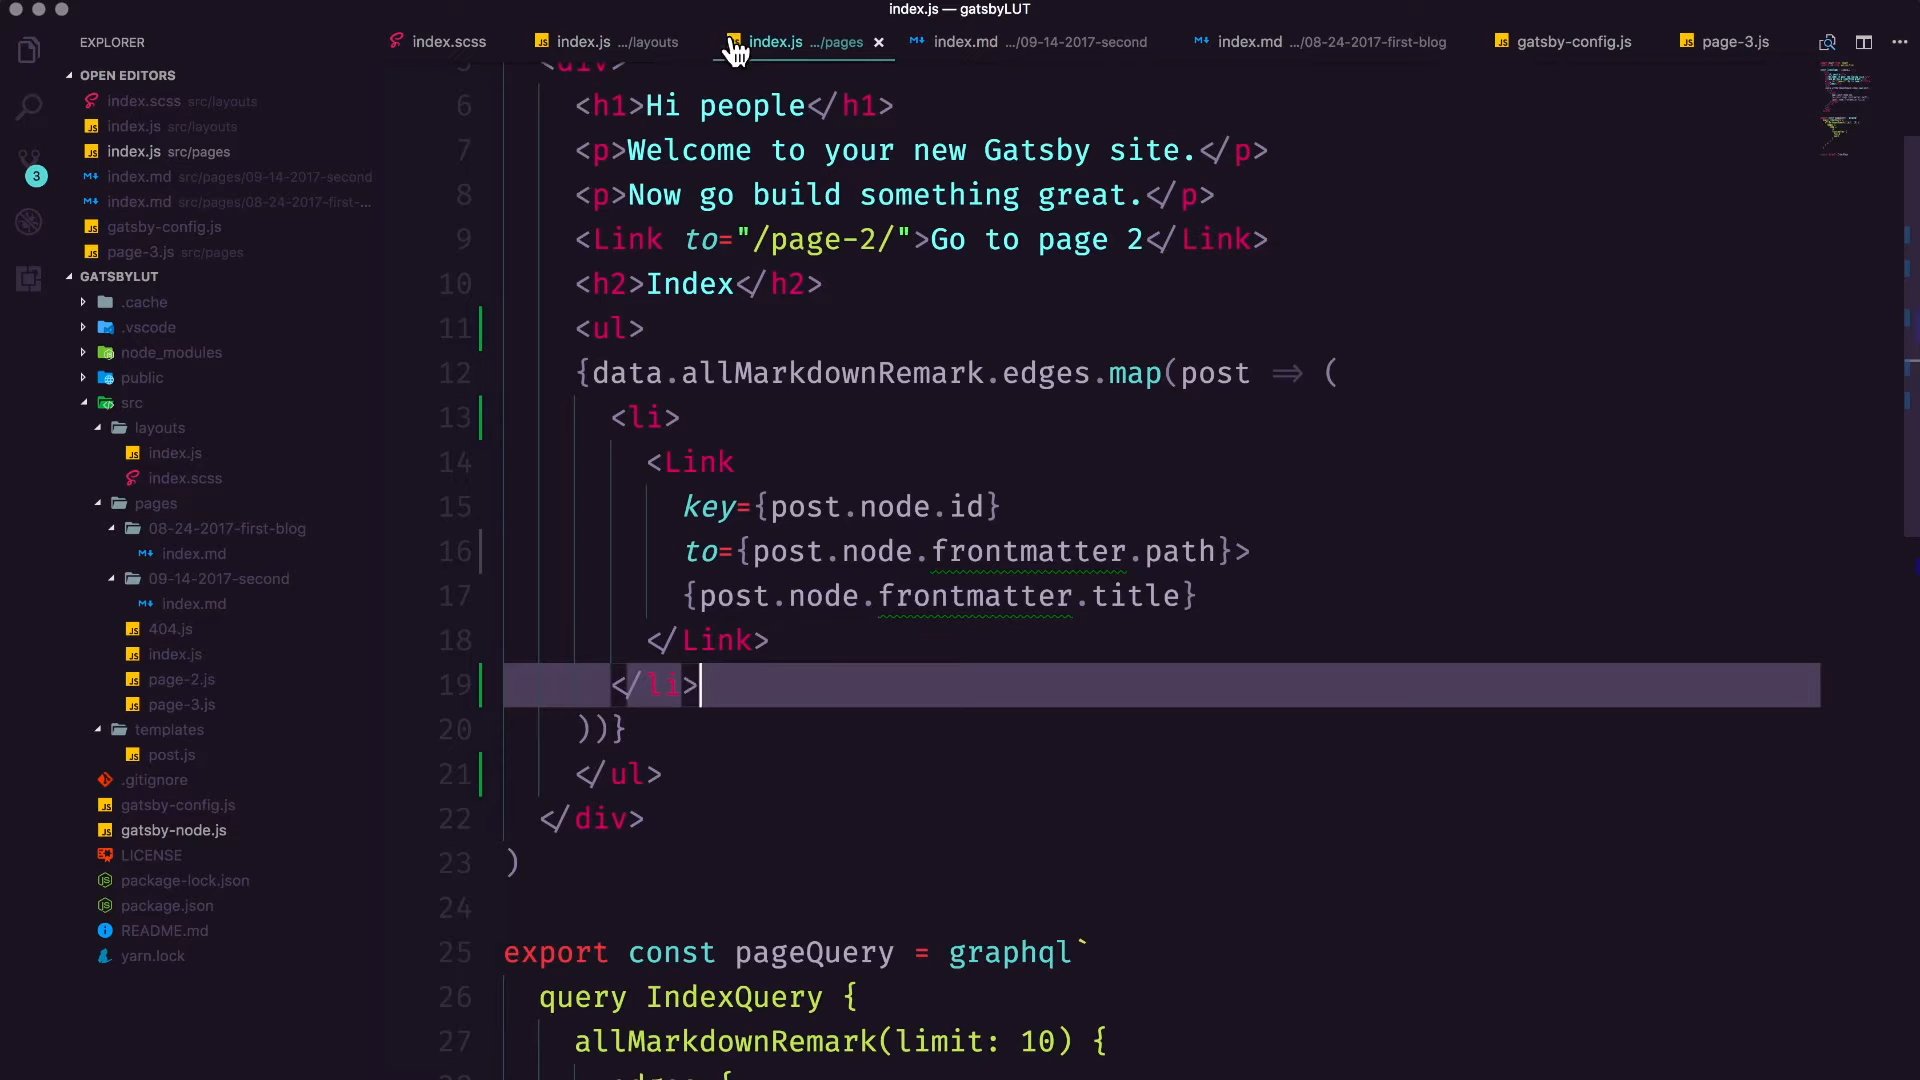 index.js — gatsbyLUT
EXPLORER
OPEN EDITORS
index.scss src/layouts
index.js src/layouts
index.js src/pages
index.md src/pages/09-14-2017-second
index.md src/pages/08-24-2017-first-...
gatsby-config.js
page-3.js src/pages
3
GATSBYLUT
.cache
.vscode
node_modules
public
src
layouts
index.js
index.scss
pages
08-24-2017-first-blog
index.md
09-14-2017-second
index.md
404.js
index.js
page-2.js
page-3.js
templates
post.js
.gitignore
gatsby-config.js
gatsby-node.js
LICENSE
package-lock.json
package.json
README.md
yarn.lock
index.scss
index.js .../layouts
index.js .../pages
index.md .../09-14-2017-second
index.md .../08-24-2017-first-blog
gatsby-config.js
page-3.js
<div>
6 <h1>Hi people</h1>
7 <p>Welcome to your new Gatsby site.</p>
8 <p>Now go build something great.</p>
9 <Link to="/page-2/">Go to page 2</Link>
10 <h2>Index</h2>
11 <ul>
12 {data.allMarkdownRemark.edges.map(post => (
13 <li>
14 <Link
15 key={post.node.id}
16 to={post.node.frontmatter.path}>
17 {post.node.frontmatter.title}
18 </Link>
19 </li>
20 ))}
21 </ul>
22 </div>
23 )
24
25 export const pageQuery = graphql`
26 query IndexQuery {
27 allMarkdownRemark(limit: 10) {
edges {